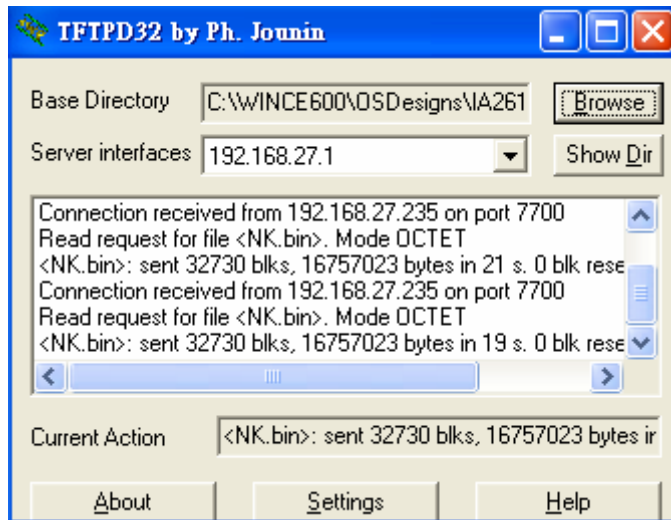 TFTPD32 by Ph. Jounin
Base Directory C:\WINCE600\OSDesigns\IA261 Browse
Server interfaces 192.168.27.1 Show Dir
Connection received from 192.168.27.235 on port 7700
Read request for file <NK.bin>. Mode OCTET
<NK.bin>: sent 32730 blks, 16757023 bytes in 21 s. 0 blk rese
Connection received from 192.168.27.235 on port 7700
Read request for file <NK.bin>. Mode OCTET
<NK.bin>: sent 32730 blks, 16757023 bytes in 19 s. 0 blk rese
Current Action <NK.bin>: sent 32730 blks, 16757023 bytes ir
About Settings Help